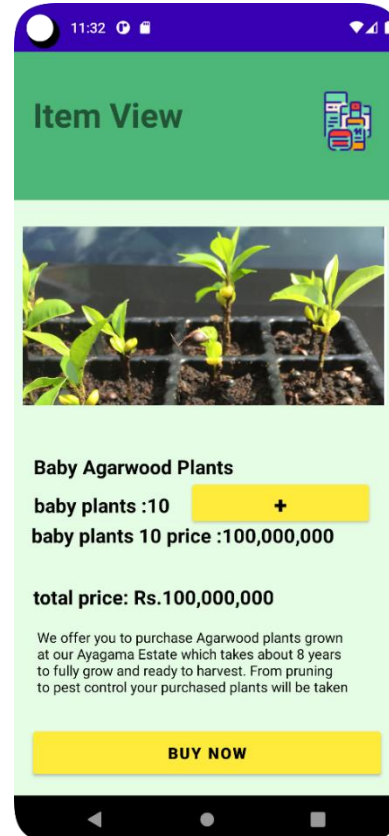 11:32
Item View
Baby Agarwood Plants
baby plants :10 +
baby plants 10 price :100,000,000
total price: Rs.100,000,000
We offer you to purchase Agarwood plants grown
at our Ayagama Estate which takes about 8 years
to fully grow and ready to harvest. From pruning
to pest control your purchased plants will be taken
BUY NOW